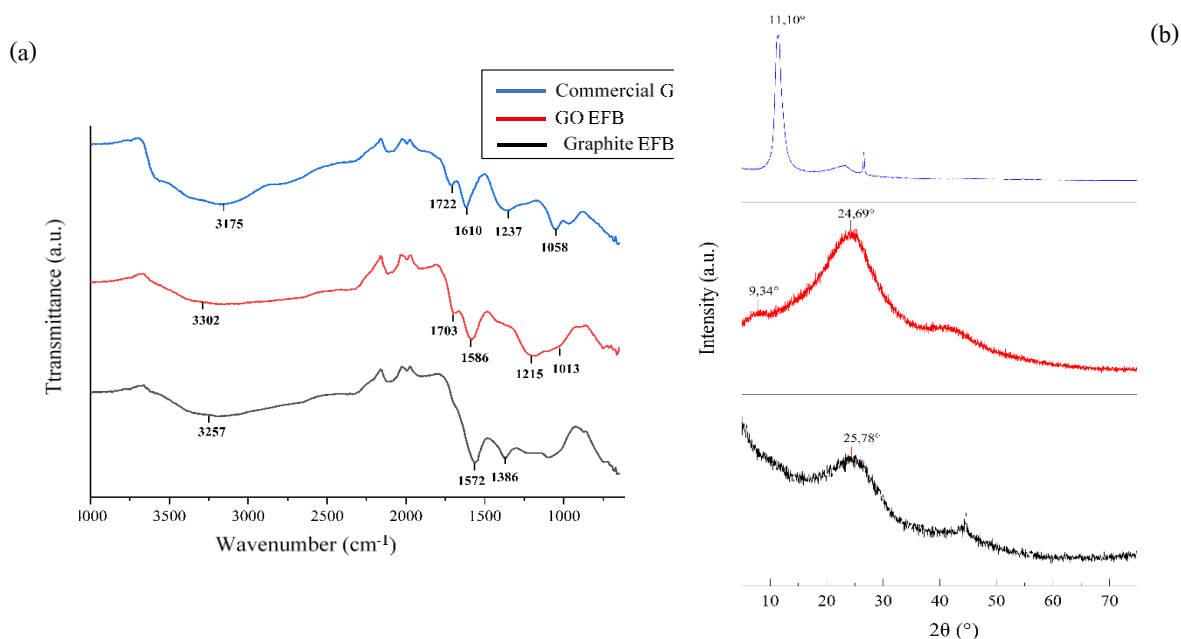 (a)
Commercial G
GO EFB
Graphite EFB
3175
1722
1610
1237
1058
3302
1703
1586
1215
1013
3257
1572
1386
Ttransmittance (a.u.)
4000 3500 3000 2500 2000 1500 1000
Wavenumber (cm-1)
(b)
11,10°
24,69°
9,34°
25,78°
Intensity (a.u.)
10 20 30 40 50 60 70
2θ (°)